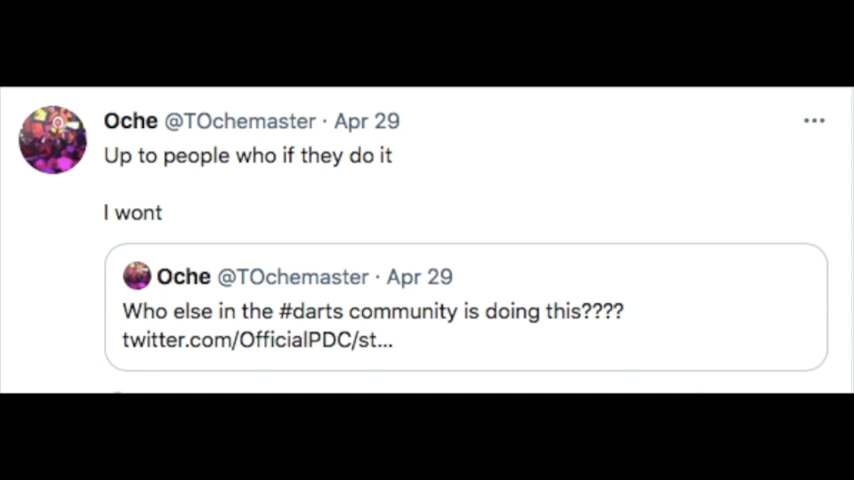 Oche @TOchemaster · Apr 29
Up to people who if they do it
I wont
Oche @TOchemaster · Apr 29
Who else in the #darts community is doing this????
twitter.com/OfficialPDC/st...